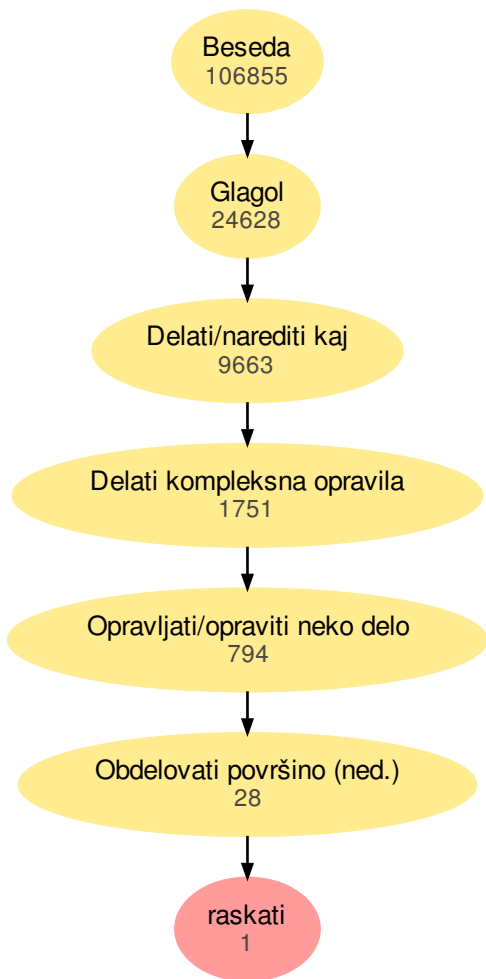 Beseda
106855
Glagol
24628
Delati/narediti kaj
9663
Delati kompleksna opravila
1751
Opravljati/opraviti neko delo
794
Obdelovati površino (ned.)
28
raskati
1